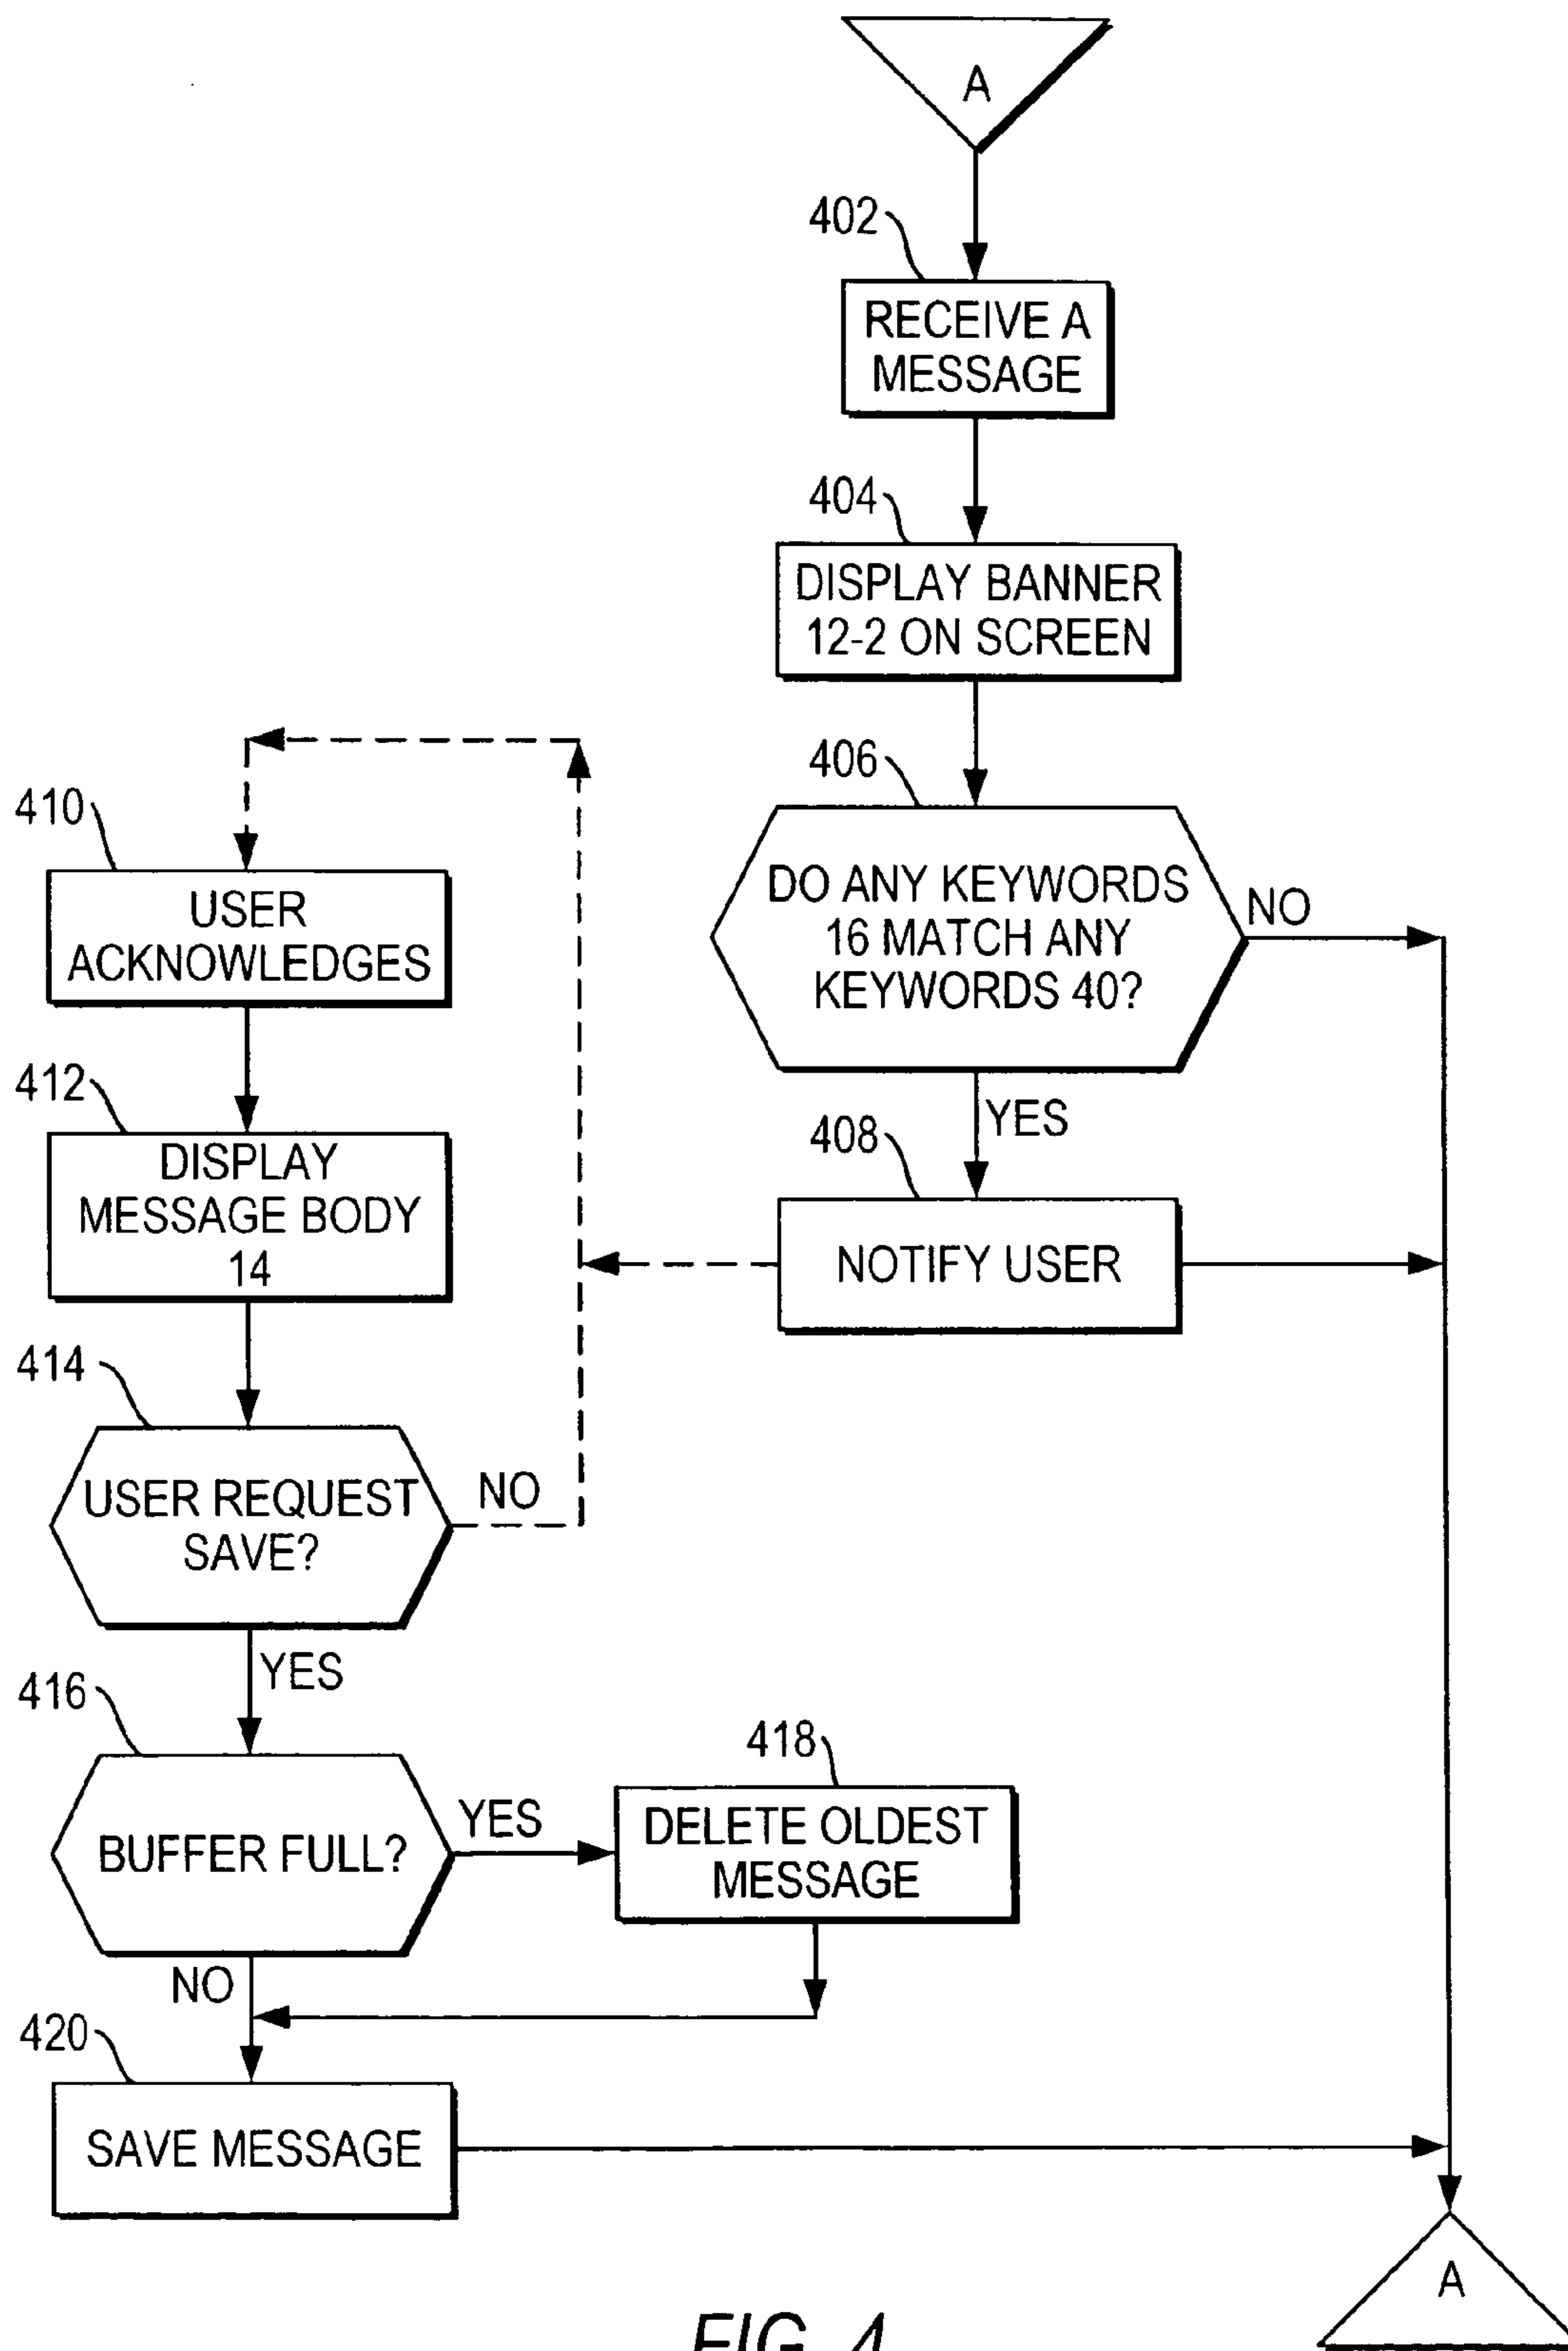 A
402
RECEIVE A
MESSAGE
404
DISPLAY BANNER
12-2 ON SCREEN
406
DO ANY KEYWORDS
16 MATCH ANY
KEYWORDS 40?
NO
YES
408
NOTIFY USER
410
USER
ACKNOWLEDGES
412
DISPLAY
MESSAGE BODY
14
414
USER REQUEST
SAVE?
NO
YES
416
BUFFER FULL?
YES
418
DELETE OLDEST
MESSAGE
NO
420
SAVE MESSAGE
A
FIG. 4